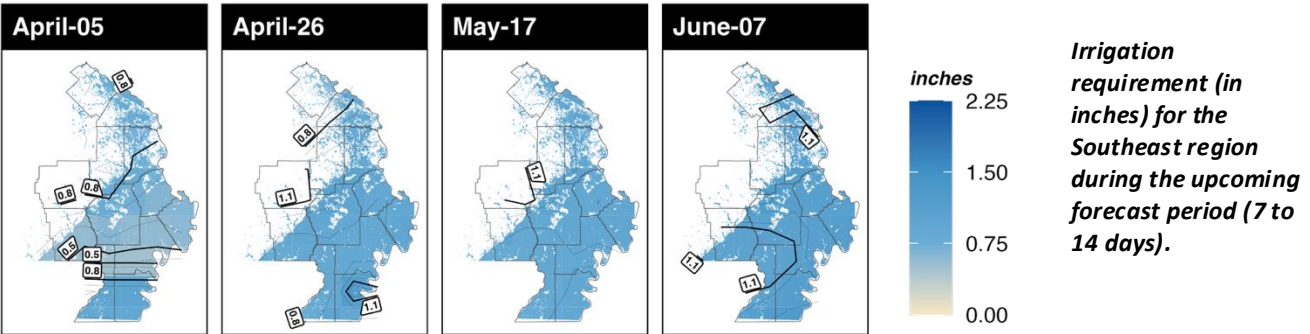 April-05
April-26
May-17
June-07
0.8
0.8
0.8
0.5
0.5
0.8
0.8
1.1
1.1
0.8
1.1
1.1
1.1
1.1
inches
2.25
1.50
0.75
0.00
Irrigation
requirement (in
inches) for the
Southeast region
during the upcoming
forecast period (7 to
14 days).